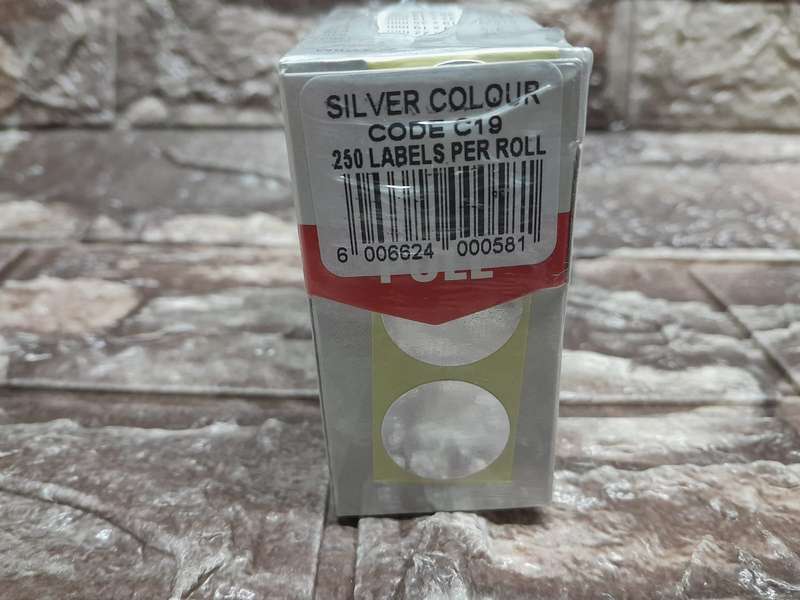 SILVER COLOUR
CODE C19
250 LABELS PER ROLL
6 006624 000581